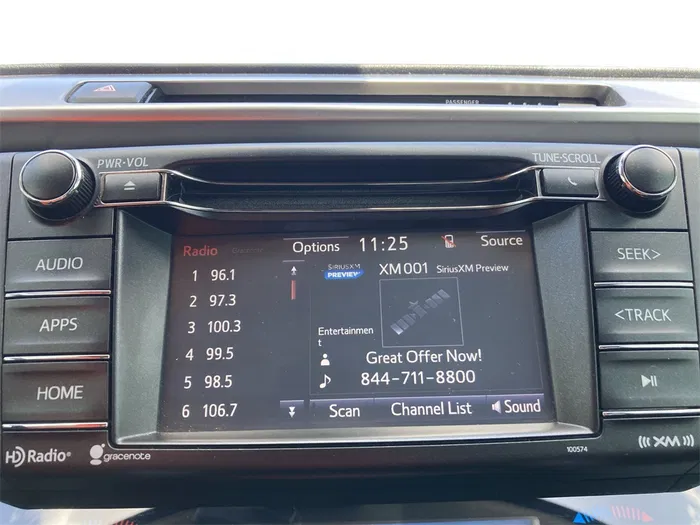 PASSENGER
PWR·VOL
TUNE·SCROLL
AUDIO
APPS
HOME
HD Radio®
gracenote
Radio
Gracenote
Options
11:25
Source
1 96.1
2 97.3
3 100.3
4 99.5
5 98.5
6 106.7
SIRIUSXM
PREVIEW
XM001
SiriusXM Preview
Entertainmen
t
Great Offer Now!
844-711-8800
Scan
Channel List
Sound
SEEK>
<TRACK
XM
100574